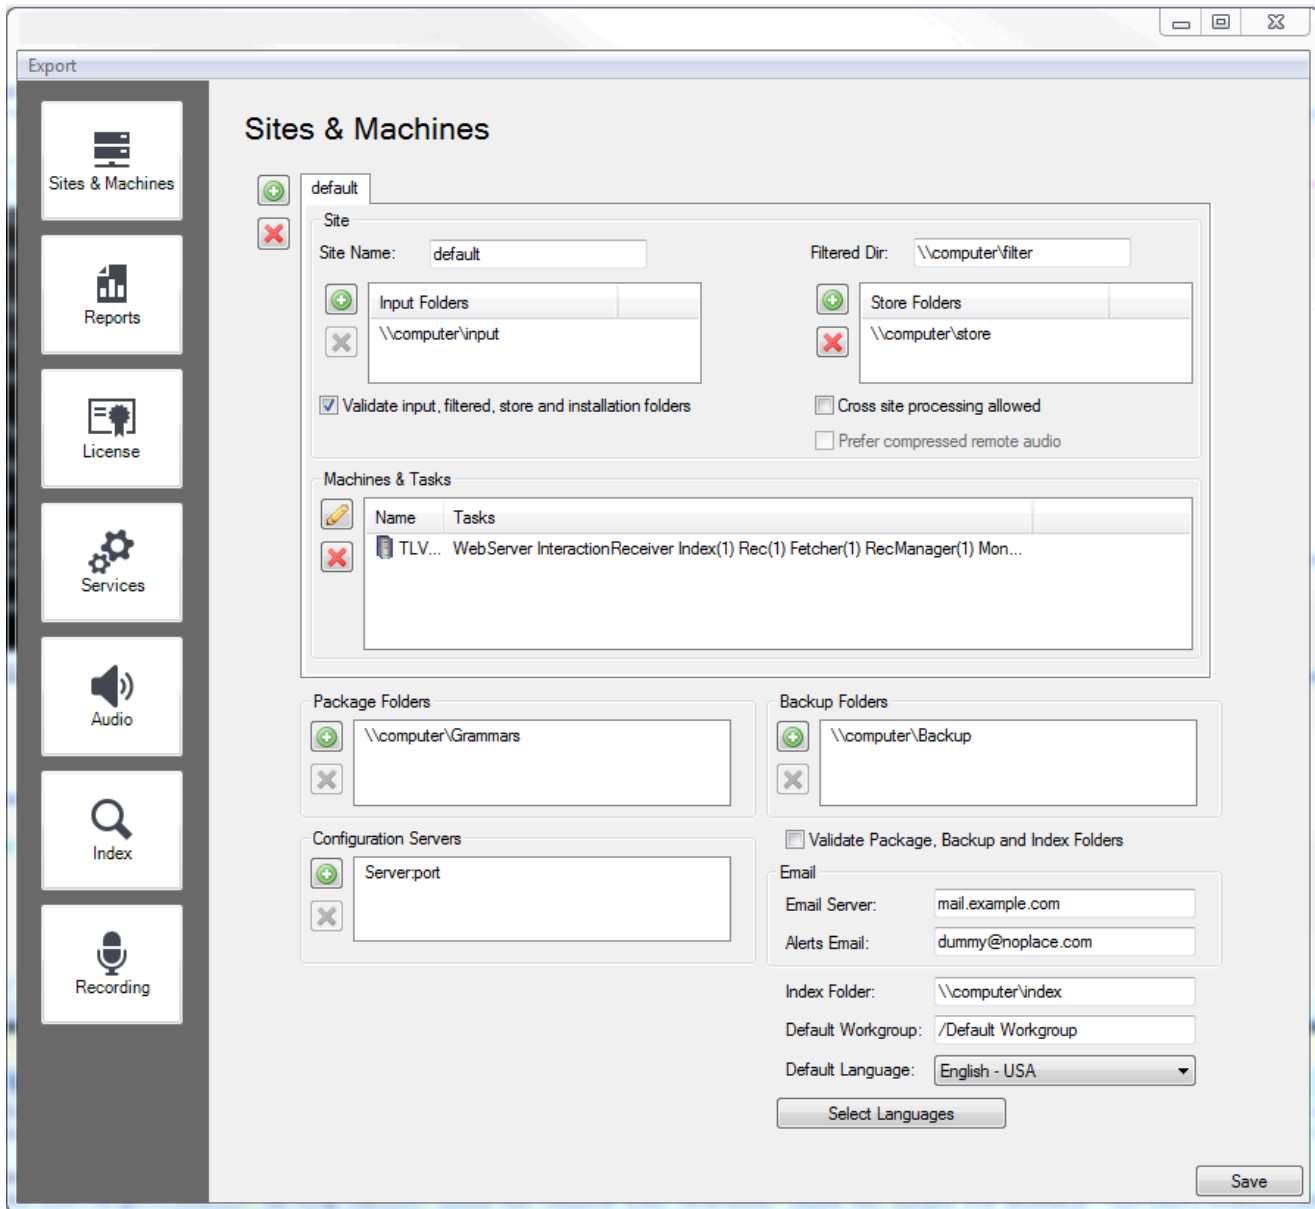 Export
Sites & Machines
Reports
License
Services
Audio
Index
Recording
Sites & Machines
default
Site
Site Name: default
Filtered Dir: \\computer\filter
Input Folders
\\computer\input
Store Folders
\\computer\store
Validate input, filtered, store and installation folders
Cross site processing allowed
Prefer compressed remote audio
Machines & Tasks
Name Tasks
TLV... WebServer InteractionReceiver Index(1) Rec(1) Fetcher(1) RecManager(1) Mon...
Package Folders
\\computer\Grammars
Backup Folders
\\computer\Backup
Configuration Servers
Server:port
Validate Package, Backup and Index Folders
Email
Email Server: mail.example.com
Alerts Email: dummy@noplace.com
Index Folder: \\computer\index
Default Workgroup: /Default Workgroup
Default Language: English - USA
Select Languages
Save